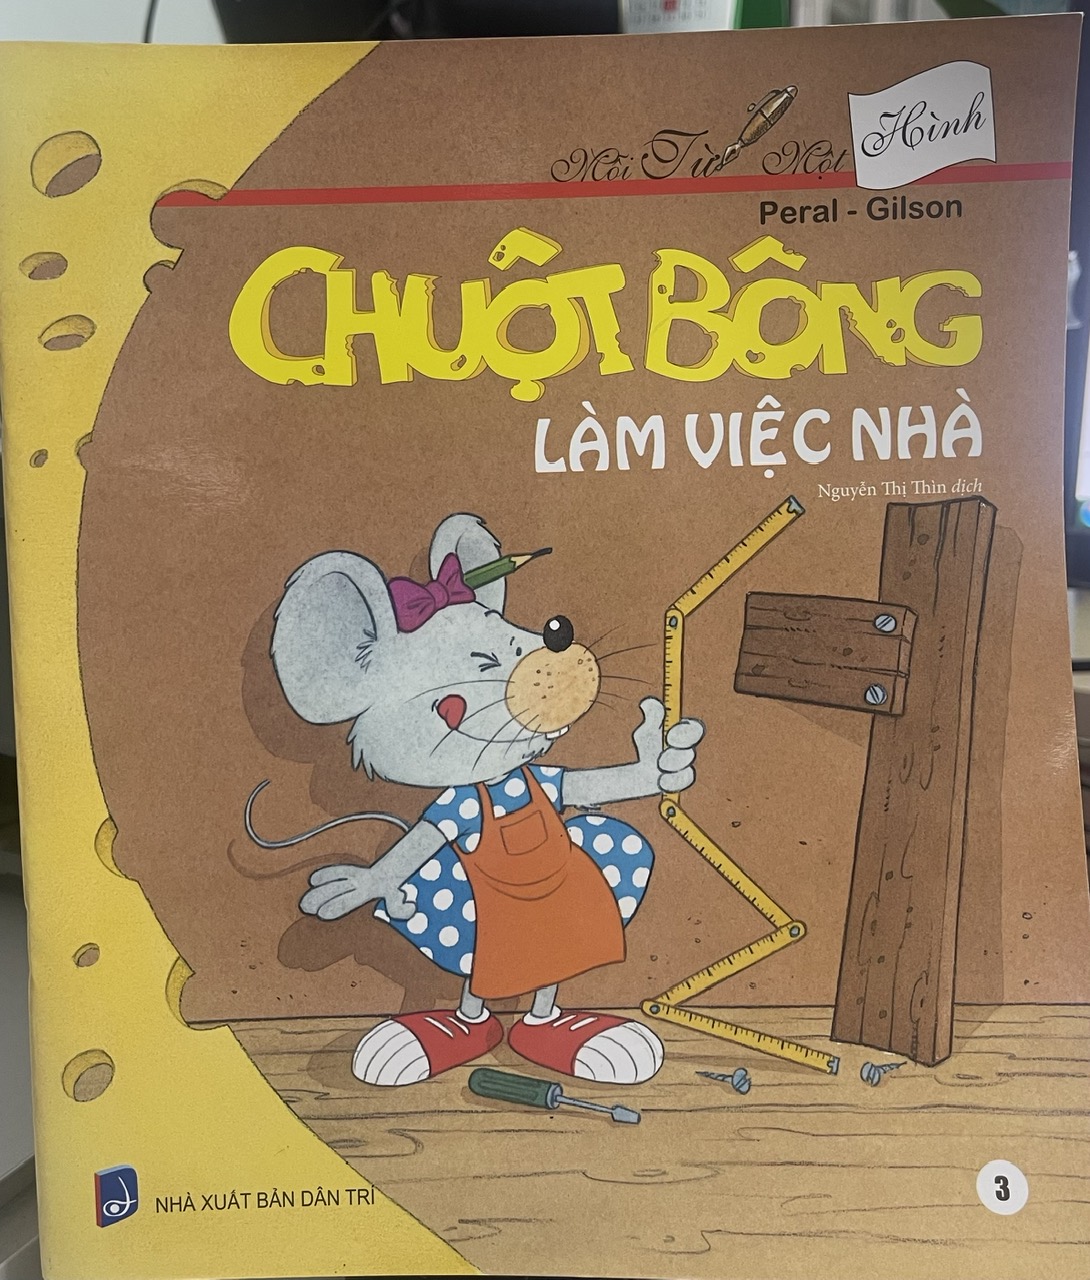 Mỗi Từ Một Hình
Peral - Gilson
CHUỘT BÔNG
LÀM VIỆC NHÀ
Nguyễn Thị Thìn dịch
NHÀ XUẤT BẢN DÂN TRÍ
3